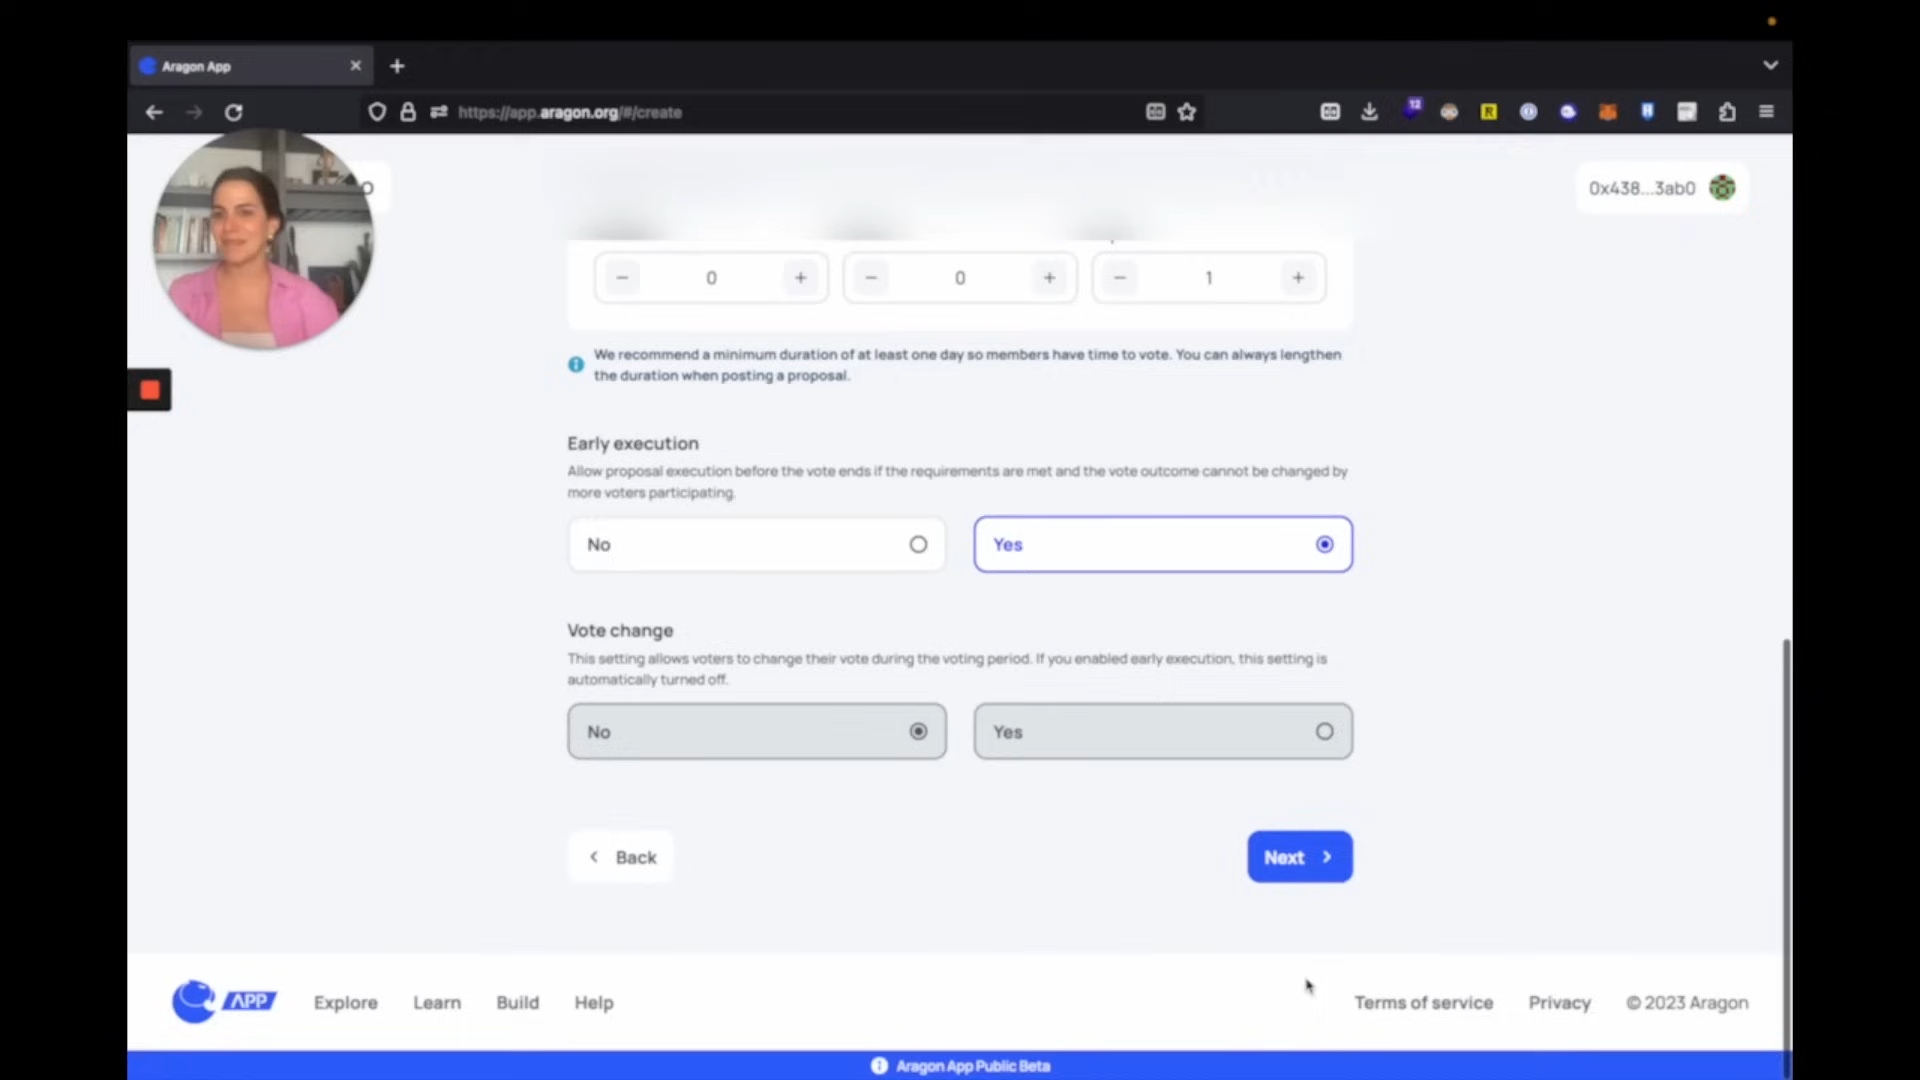 Aragon App
https://app.aragon.org/#/create
12
R
0x438...3ab0
0
0
1
We recommend a minimum duration of at least one day so members have time to vote. You can always lengthen
the duration when posting a proposal.
Early execution
Allow proposal execution before the vote ends if the requirements are met and the vote outcome cannot be changed by
more voters participating.
No
Yes
Vote change
This setting allows voters to change their vote during the voting period. If you enabled early execution, this setting is
automatically turned off.
No
Yes
Back
Next
APP
Explore
Learn
Build
Help
Terms of service
Privacy
© 2023 Aragon
Aragon App Public Beta